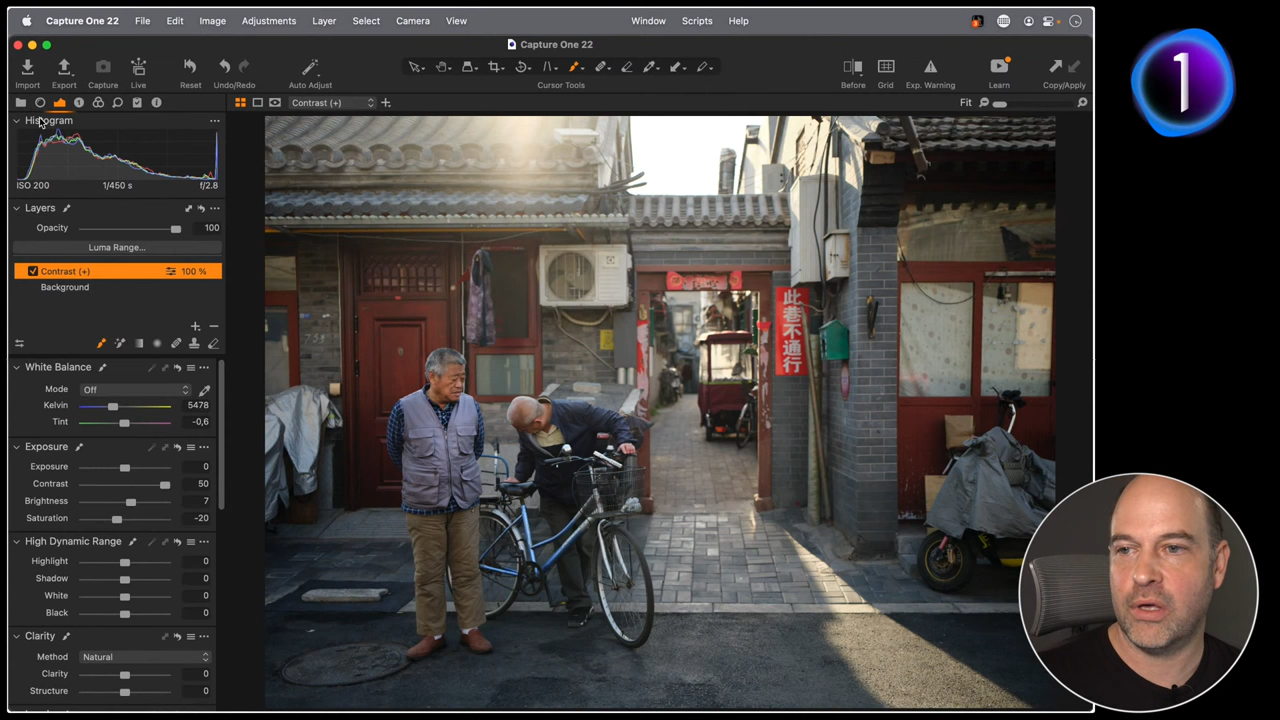 Capture One 22 File Edit Image Adjustments Layer Select Camera View Window Scripts Help
Capture One 22
Import Export Capture Live Reset Undo/Redo Auto Adjust Cursor Tools Before Grid Exp. Warning Learn Copy/Apply
Contrast (+) Fit
Histogram
ISO 200 1/450 s f/2.8
Layers
Opacity 100
Luma Range...
Contrast (+) 100 %
Background
White Balance
Mode Off
Kelvin 5478
Tint -0,6
Exposure
Exposure 0
Contrast 50
Brightness 7
Saturation -20
High Dynamic Range
Highlight 0
Shadow 0
White 0
Black 0
Clarity
Method Natural
Clarity 0
Structure 0
此巷不通行
1